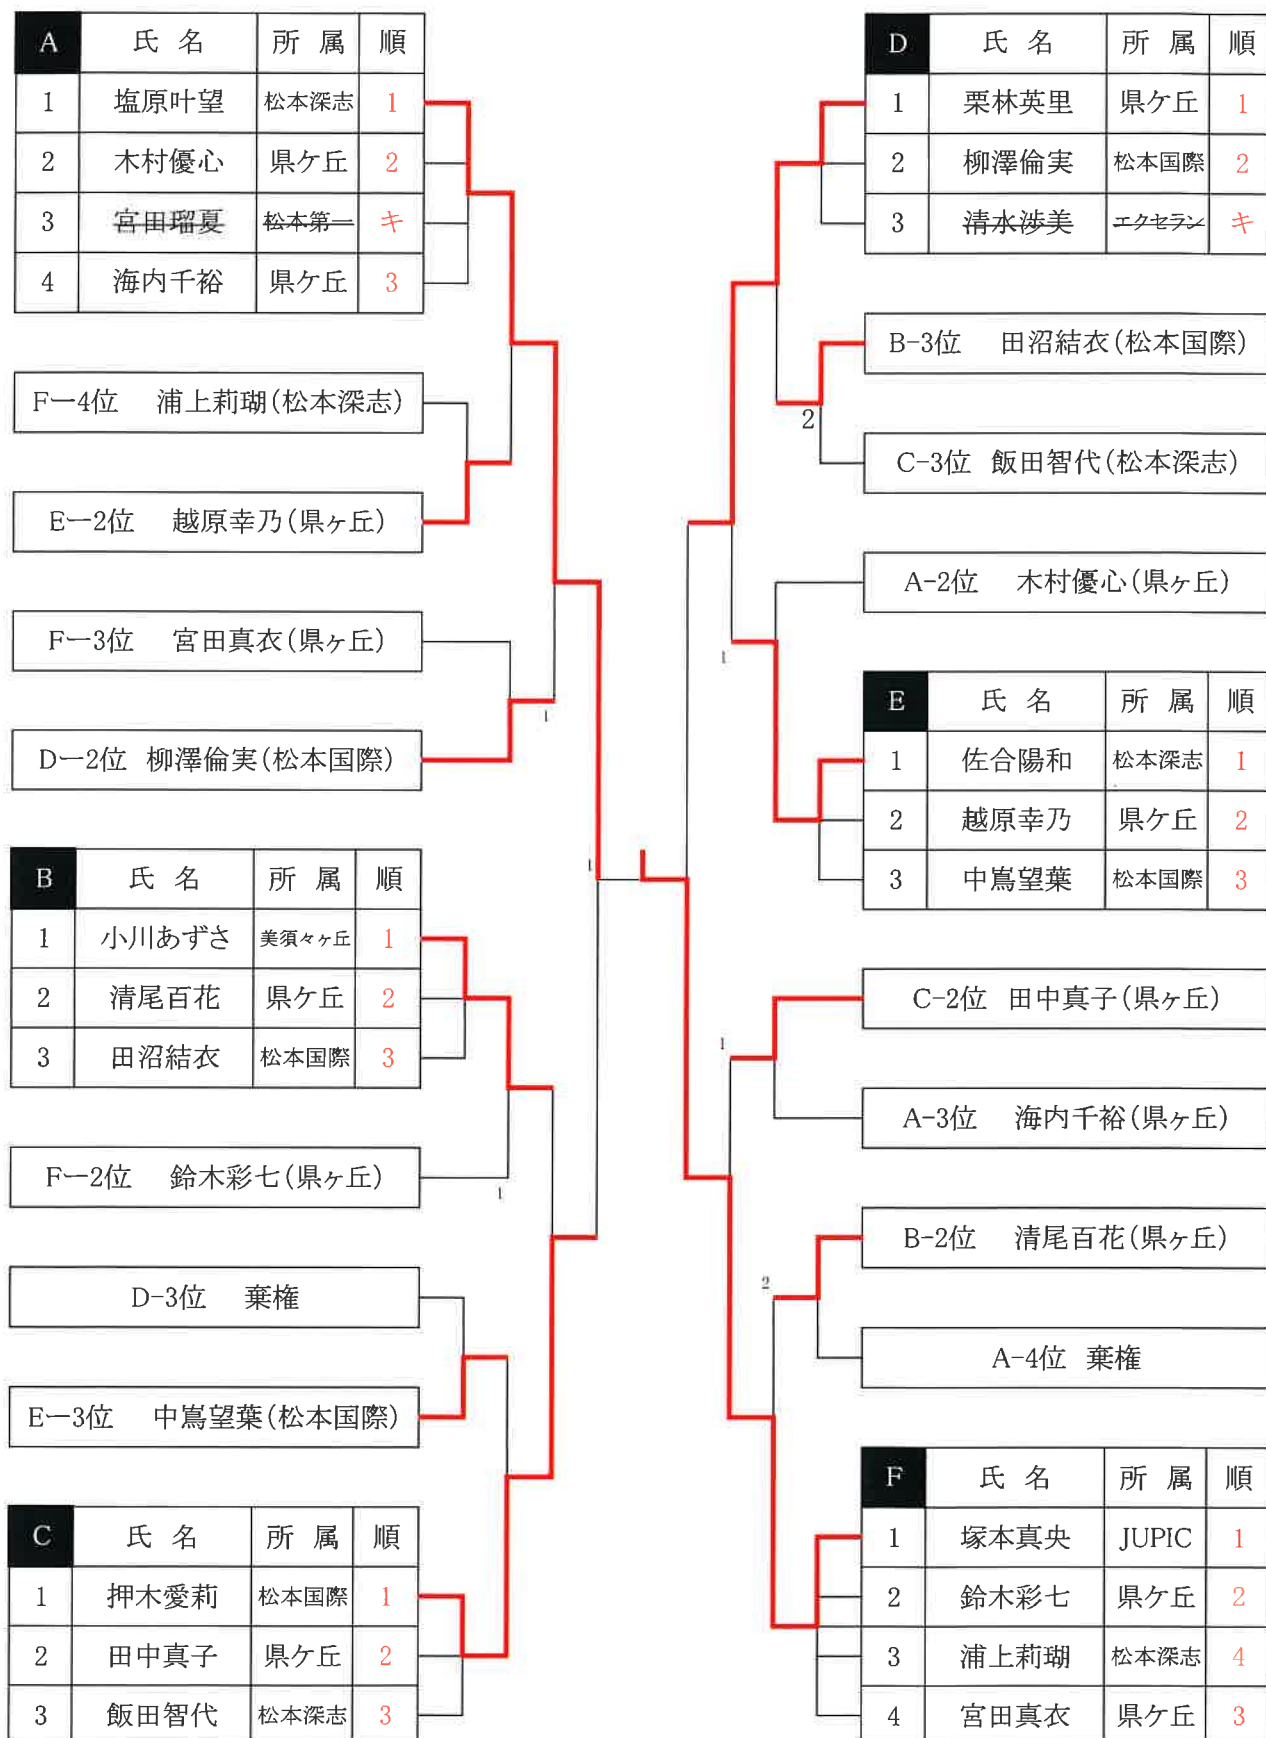 A 氏名 所属 順
1 塩原叶望 松本深志 1
2 木村優心 県ケ丘 2
3 宮田瑠夏 松本第一 キ
4 海内千裕 県ケ丘 3
F－4位 浦上莉瑚(松本深志)
E－2位 越原幸乃(県ヶ丘)
F－3位 宮田真衣(県ヶ丘)
1
D－2位 柳澤倫実(松本国際)
1
B 氏名 所属 順
1 小川あずさ 美須々ヶ丘 1
2 清尾百花 県ケ丘 2
3 田沼結衣 松本国際 3
F－2位 鈴木彩七(県ヶ丘)
1
D-3位 棄権
E－3位 中嶌望葉(松本国際)
C 氏名 所属 順
1 押木愛莉 松本国際 1
2 田中真子 県ケ丘 2
3 飯田智代 松本深志 3
D 氏名 所属 順
1 栗林英里 県ケ丘 1
2 柳澤倫実 松本国際 2
3 清水渉美 エクセラン キ
B-3位 田沼結衣(松本国際)
2
C-3位 飯田智代(松本深志)
A-2位 木村優心(県ヶ丘)
1
E 氏名 所属 順
1 佐合陽和 松本深志 1
2 越原幸乃 県ケ丘 2
3 中嶌望葉 松本国際 3
C-2位 田中真子(県ヶ丘)
1
A-3位 海内千裕(県ヶ丘)
B-2位 清尾百花(県ヶ丘)
2
A-4位 棄権
F 氏名 所属 順
1 塚本真央 JUPIC 1
2 鈴木彩七 県ケ丘 2
3 浦上莉瑚 松本深志 4
4 宮田真衣 県ケ丘 3